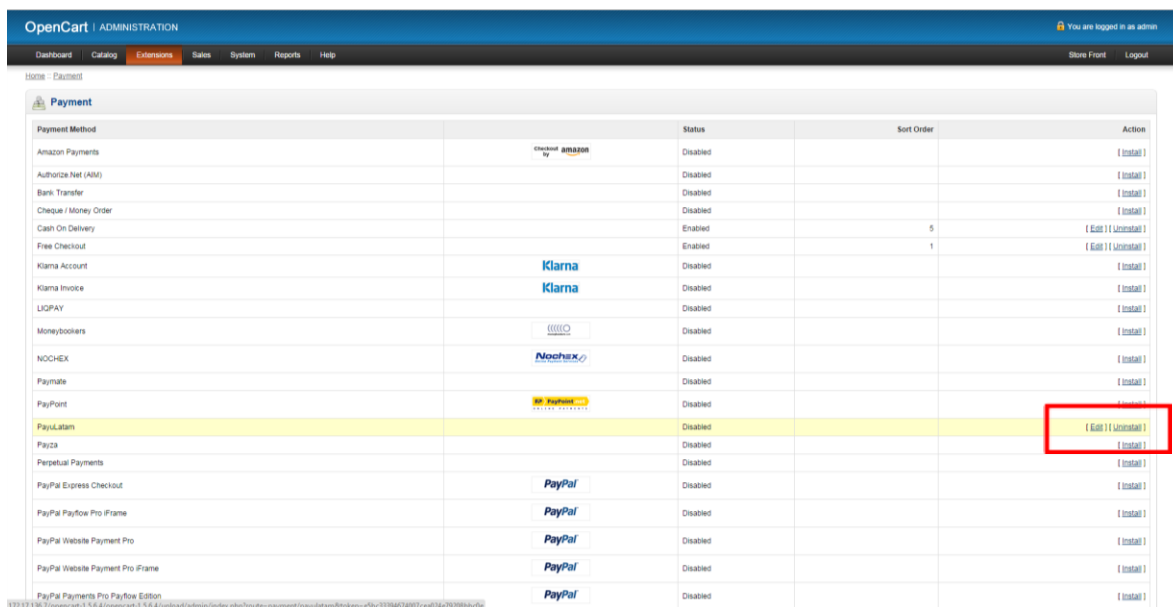 OpenCart | ADMINISTRATION
You are logged in as admin
Dashboard Catalog Extensions Sales System Reports Help Store Front Logout
Home :: Payment
Payment
Payment Method Status Sort Order Action
Amazon Payments Checkout by amazon Disabled [ Install ]
Authorize.Net (AIM) Disabled [ Install ]
Bank Transfer Disabled [ Install ]
Cheque / Money Order Disabled [ Install ]
Cash On Delivery Enabled 5 [ Edit ] [ Uninstall ]
Free Checkout Enabled 1 [ Edit ] [ Uninstall ]
Klarna Account Klarna Disabled [ Install ]
Klarna Invoice Klarna Disabled [ Install ]
LIQPAY Disabled [ Install ]
Moneybookers Disabled [ Install ]
NOCHEX Nochex Disabled [ Install ]
Paymate Disabled [ Install ]
PayPoint PayPoint Disabled [ Install ]
PayuLatam Disabled [ Edit ] [ Uninstall ]
Payza Disabled [ Install ]
Perpetual Payments Disabled [ Install ]
PayPal Express Checkout PayPal Disabled [ Install ]
PayPal Payflow Pro iFrame PayPal Disabled [ Install ]
PayPal Website Payment Pro PayPal Disabled [ Install ]
PayPal Website Payment Pro iFrame PayPal Disabled [ Install ]
PayPal Payments Pro Payflow Edition PayPal Disabled [ Install ]